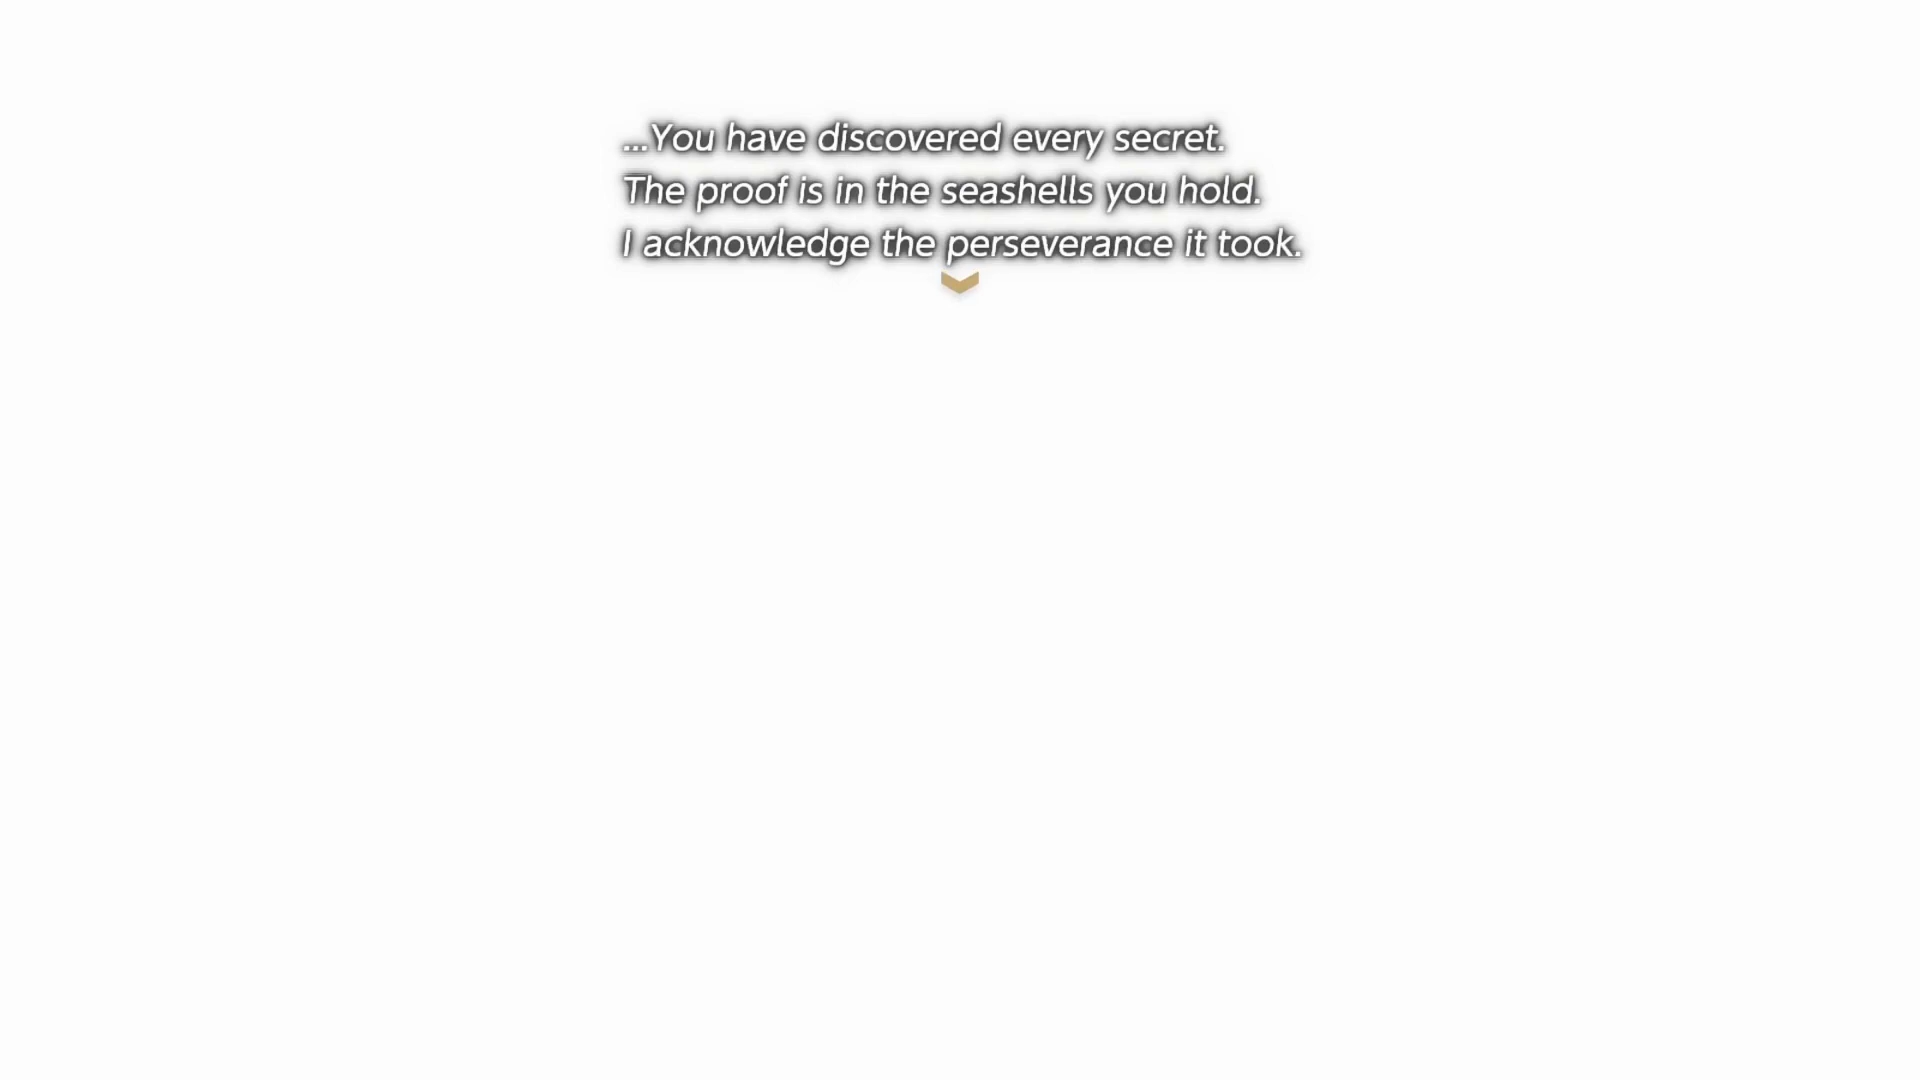 ...You have discovered every secret.
The proof is in the seashells you hold.
I acknowledge the perseverance it took.